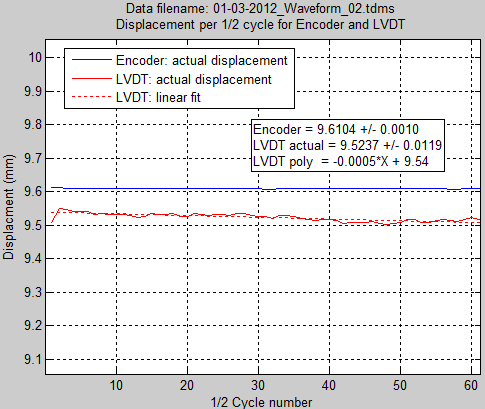 Data filename: 01-03-2012_Waveform_02.tdms
Displacement per 1/2 cycle for Encoder and LVDT
Encoder: actual displacement
LVDT: actual displacement
LVDT: linear fit
Encoder = 9.6104 +/- 0.0010
LVDT actual = 9.5237 +/- 0.0119
LVDT poly = -0.0005*X + 9.54
Displacment (mm)
10
9.9
9.8
9.7
9.6
9.5
9.4
9.3
9.2
9.1
10 20 30 40 50 60
1/2 Cycle number